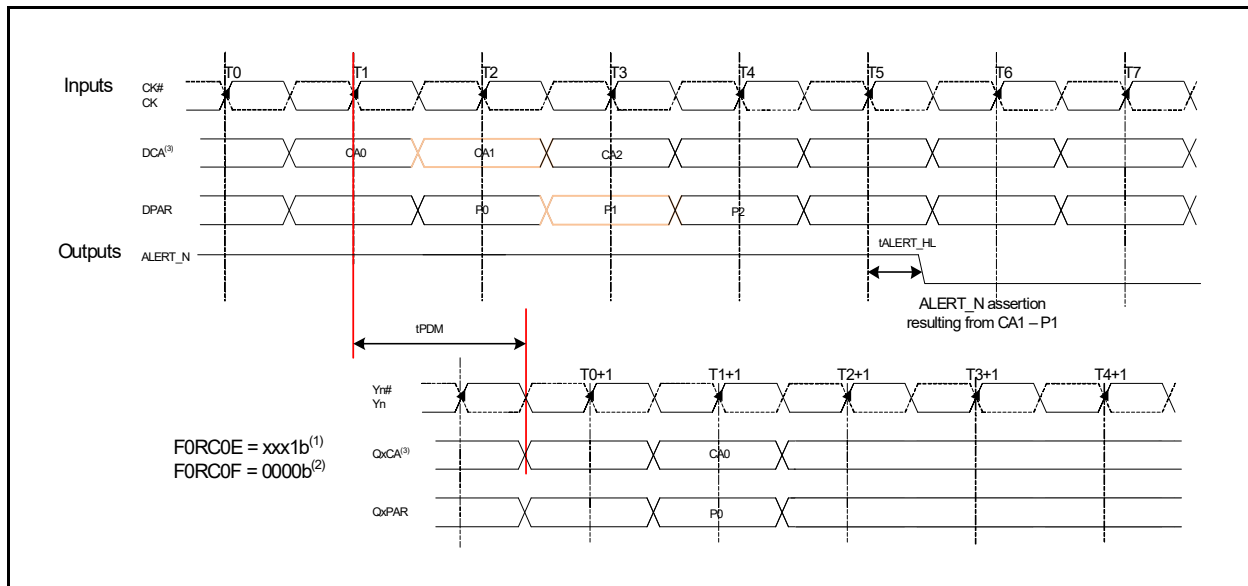 T0 T1 T2 T3 T4 T5 T6 T7
Inputs
CK#
CK
DCA(3) CA0 CA1 CA2
DPAR P0 P1 P2
Outputs
ALERT_N
tALERT_HL
ALERT_N assertion
resulting from CA1 – P1
tPDM
T0+1 T1+1 T2+1 T3+1 T4+1
Yn#
Yn
F0RC0E = xxx1b(1)
F0RC0F = 0000b(2)
QxCA(3) CA0
QxPAR P0